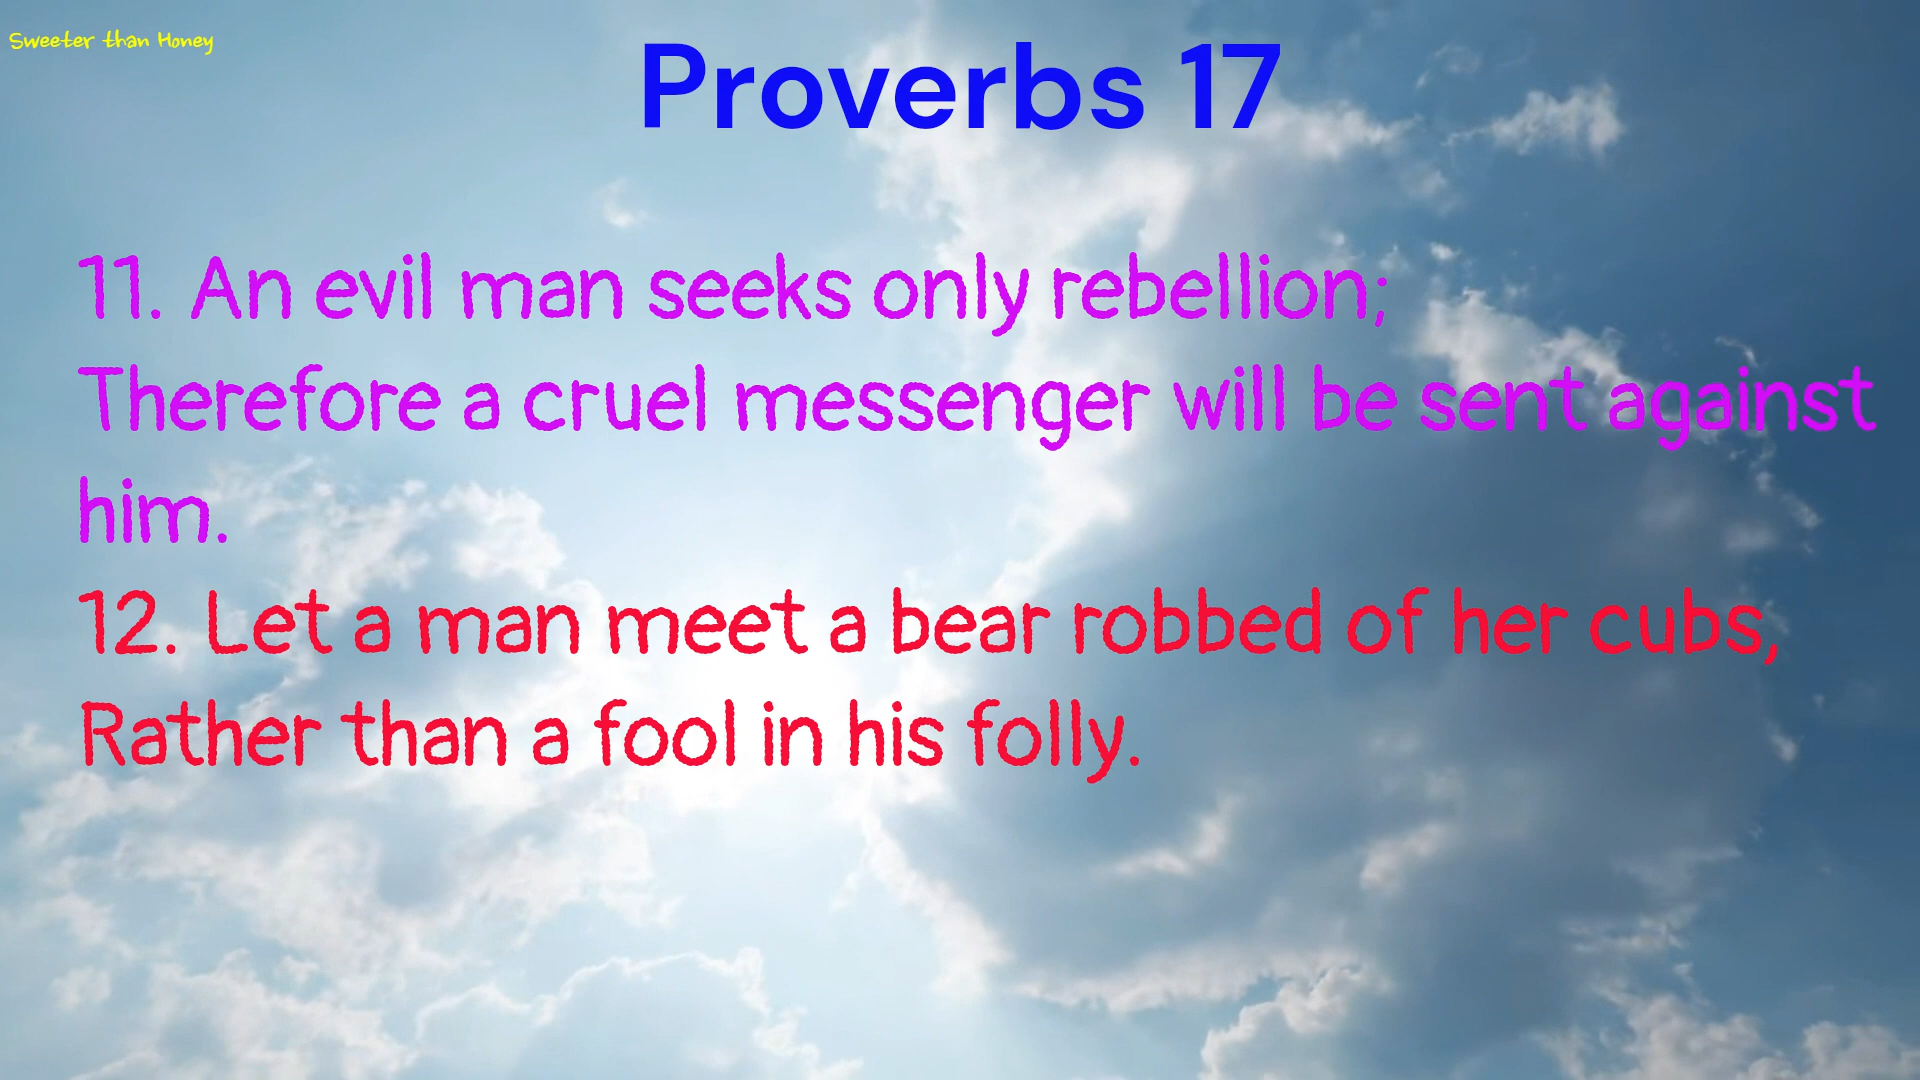 Sweeter than Honey
Proverbs 17
11. An evil man seeks only rebellion;
Therefore a cruel messenger will be sent against
him.
12. Let a man meet a bear robbed of her cubs,
Rather than a fool in his folly.